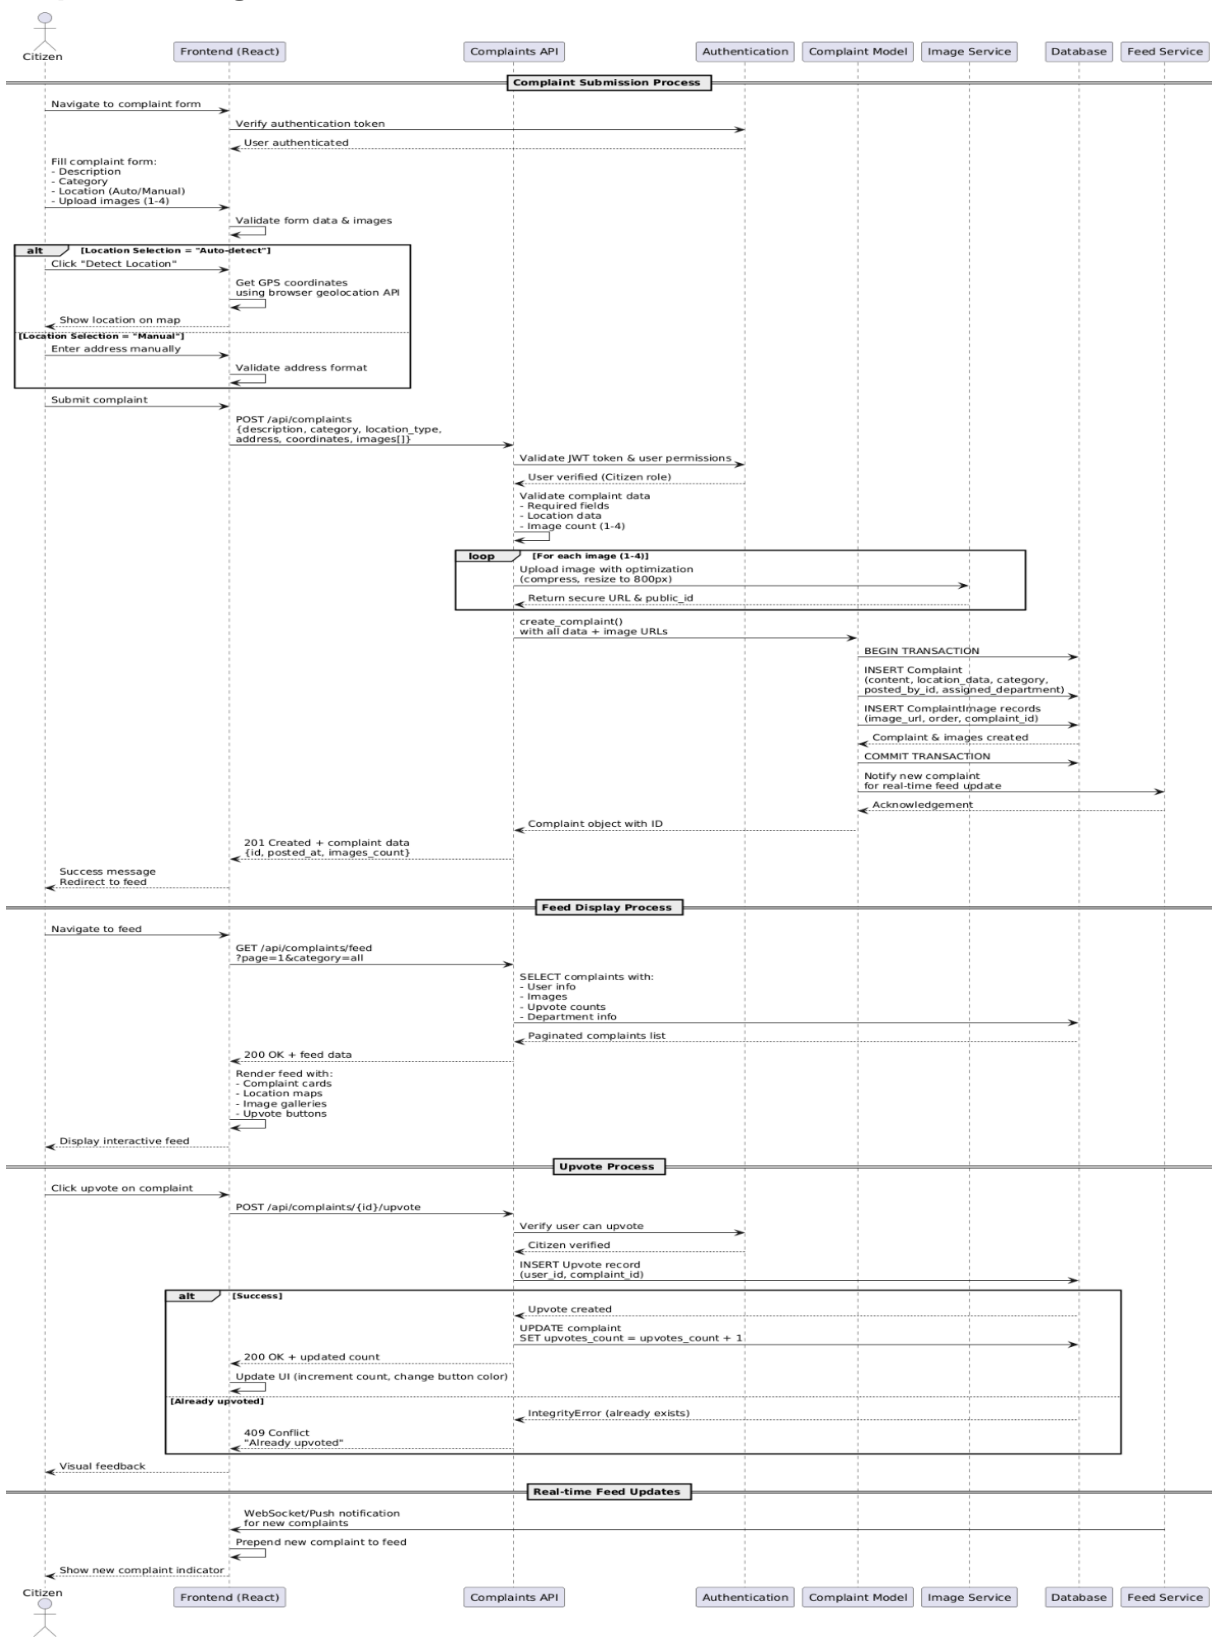 Citizen
Frontend (React)
Complaints API
Authentication
Complaint Model
Image Service
Database
Feed Service
Complaint Submission Process
Navigate to complaint form
Verify authentication token
User authenticated
Fill complaint form:
- Description
- Category
- Location (Auto/Manual)
- Upload images (1-4)
Validate form data & images
alt
[Location Selection = "Auto-detect"]
Click "Detect Location"
Get GPS coordinates
using browser geolocation API
Show location on map
[Location Selection = "Manual"]
Enter address manually
Validate address format
Submit complaint
POST /api/complaints
{description, category, location_type,
address, coordinates, images[]}
Validate JWT token & user permissions
User verified (Citizen role)
Validate complaint data
- Required fields
- Location data
- Image count (1-4)
loop
[For each image (1-4)]
Upload image with optimization
(compress, resize to 800px)
Return secure URL & public_id
create_complaint()
with all data + image URLs
BEGIN TRANSACTION
INSERT Complaint
(content, location_data, category,
posted_by_id, assigned_department)
INSERT ComplaintImage records
(image_url, order, complaint_id)
Complaint & images created
COMMIT TRANSACTION
Notify new complaint
for real-time feed update
Acknowledgement
Complaint object with ID
201 Created + complaint data
{id, posted_at, images_count}
Success message
Redirect to feed
Feed Display Process
Navigate to feed
GET /api/complaints/feed
?page=1&category=all
SELECT complaints with:
- User info
- Images
- Upvote counts
- Department info
Paginated complaints list
200 OK + feed data
Render feed with:
- Complaint cards
- Location maps
- Image galleries
- Upvote buttons
Display interactive feed
Upvote Process
Click upvote on complaint
POST /api/complaints/{id}/upvote
Verify user can upvote
Citizen verified
INSERT Upvote record
(user_id, complaint_id)
alt
[Success]
Upvote created
UPDATE complaint
SET upvotes_count = upvotes_count + 1
200 OK + updated count
Update UI (increment count, change button color)
[Already upvoted]
IntegrityError (already exists)
409 Conflict
"Already upvoted"
Visual feedback
Real-time Feed Updates
WebSocket/Push notification
for new complaints
Prepend new complaint to feed
Show new complaint indicator
Citizen
Frontend (React)
Complaints API
Authentication
Complaint Model
Image Service
Database
Feed Service